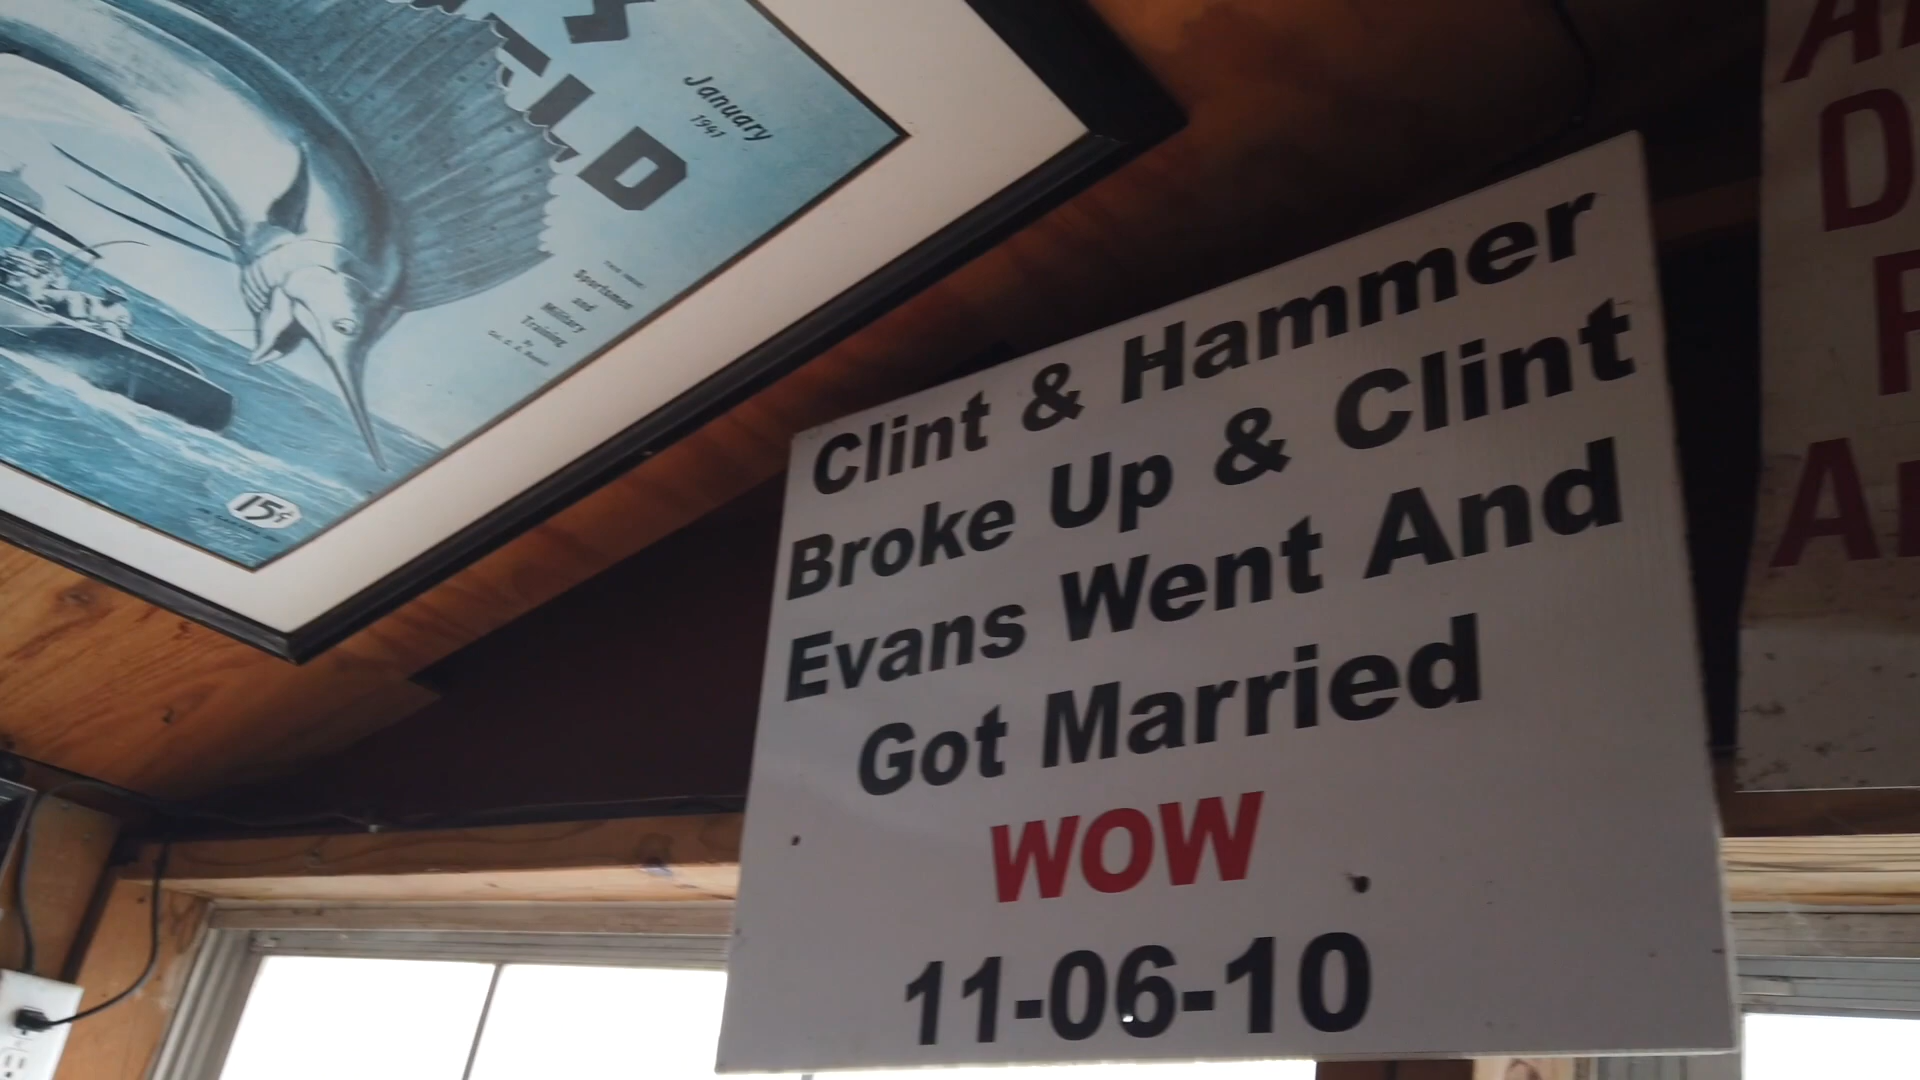 January
1941
Sportsmen
and
Military
Training
By
15¢
Clint & Hammer
Broke Up & Clint
Evans Went And
Got Married
WOW
11-06-10